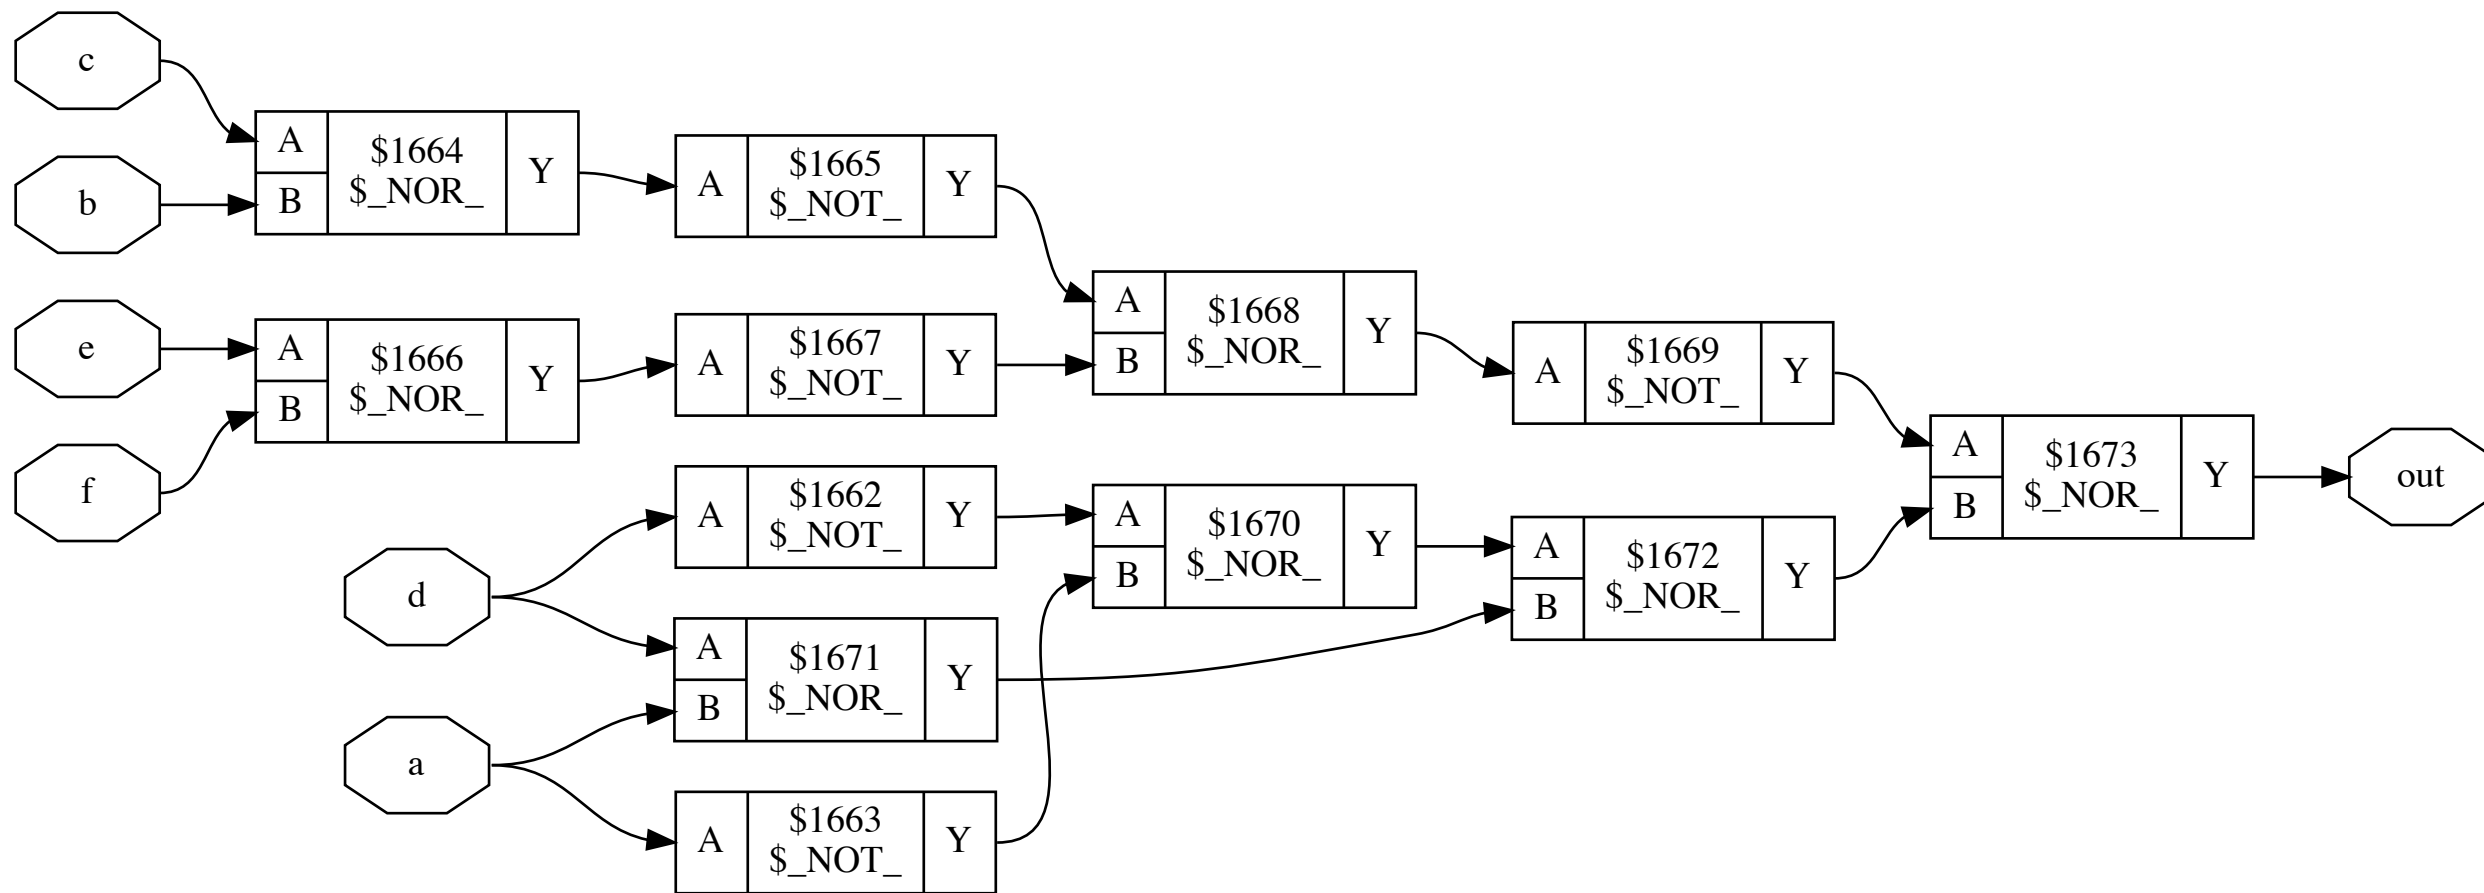 c
b
e
f
d
a
A
B
$1664
$_NOR_
Y
A
B
$1666
$_NOR_
Y
A
$1665
$_NOT_
Y
A
$1667
$_NOT_
Y
A
$1662
$_NOT_
Y
A
B
$1671
$_NOR_
Y
A
$1663
$_NOT_
Y
A
B
$1668
$_NOR_
Y
A
B
$1670
$_NOR_
Y
A
$1669
$_NOT_
Y
A
B
$1672
$_NOR_
Y
A
B
$1673
$_NOR_
Y
out